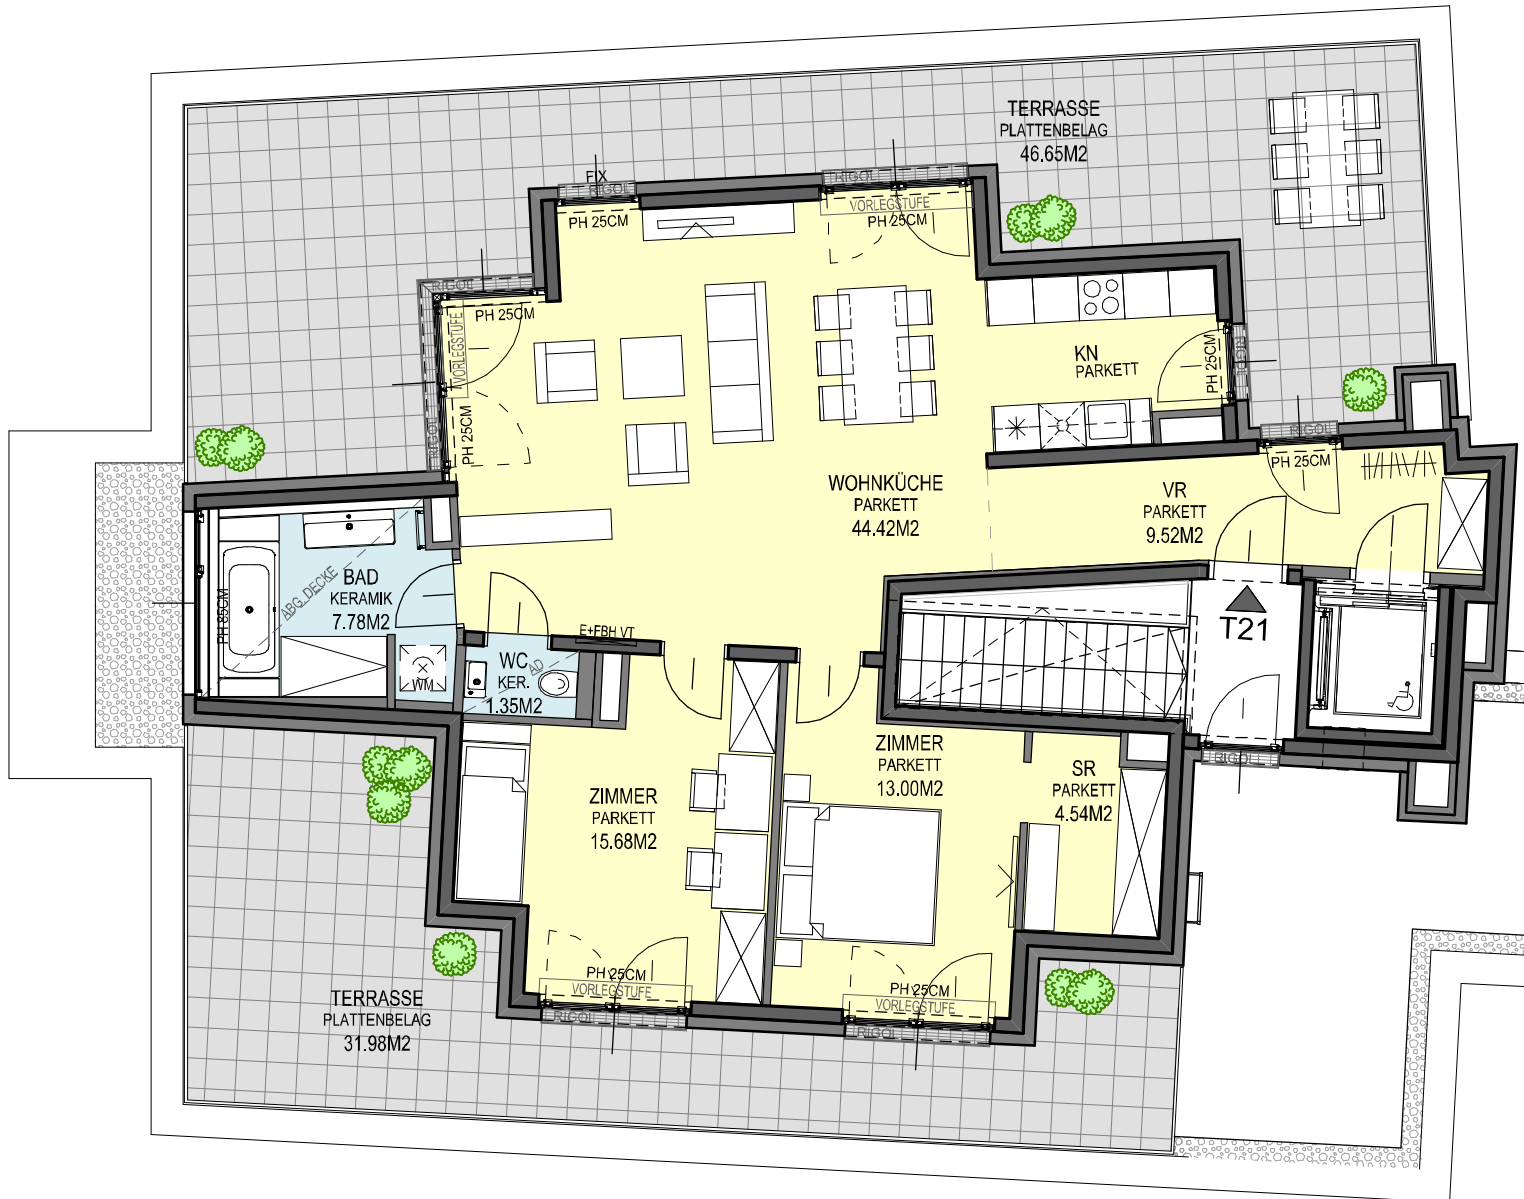 TERRASSE
PLATTENBELAG
46.65M2
FIX
RIGOL
PH 25CM
RIGOL
VORLEGSTUFE
PH 25CM
RIGOL
PH 25CM
VORLEGSTUFE
RIGOL
PH 25CM
KN
PARKETT
PH 25CM
RIGOL
RIGOL
PH 25CM
WOHNKÜCHE
PARKETT
44.42M2
VR
PARKETT
9.52M2
BAD
KERAMIK
7.78M2
ABG. DECKE
PH 85CM
WM
E+FBH VT
WC
KER.
1.35M2
AD
T21
RIGOL
ZIMMER
PARKETT
15.68M2
ZIMMER
PARKETT
13.00M2
SR
PARKETT
4.54M2
PH 25CM
VORLEGSTUFE
RIGOL
PH 25CM
VORLEGSTUFE
RIGOL
TERRASSE
PLATTENBELAG
31.98M2